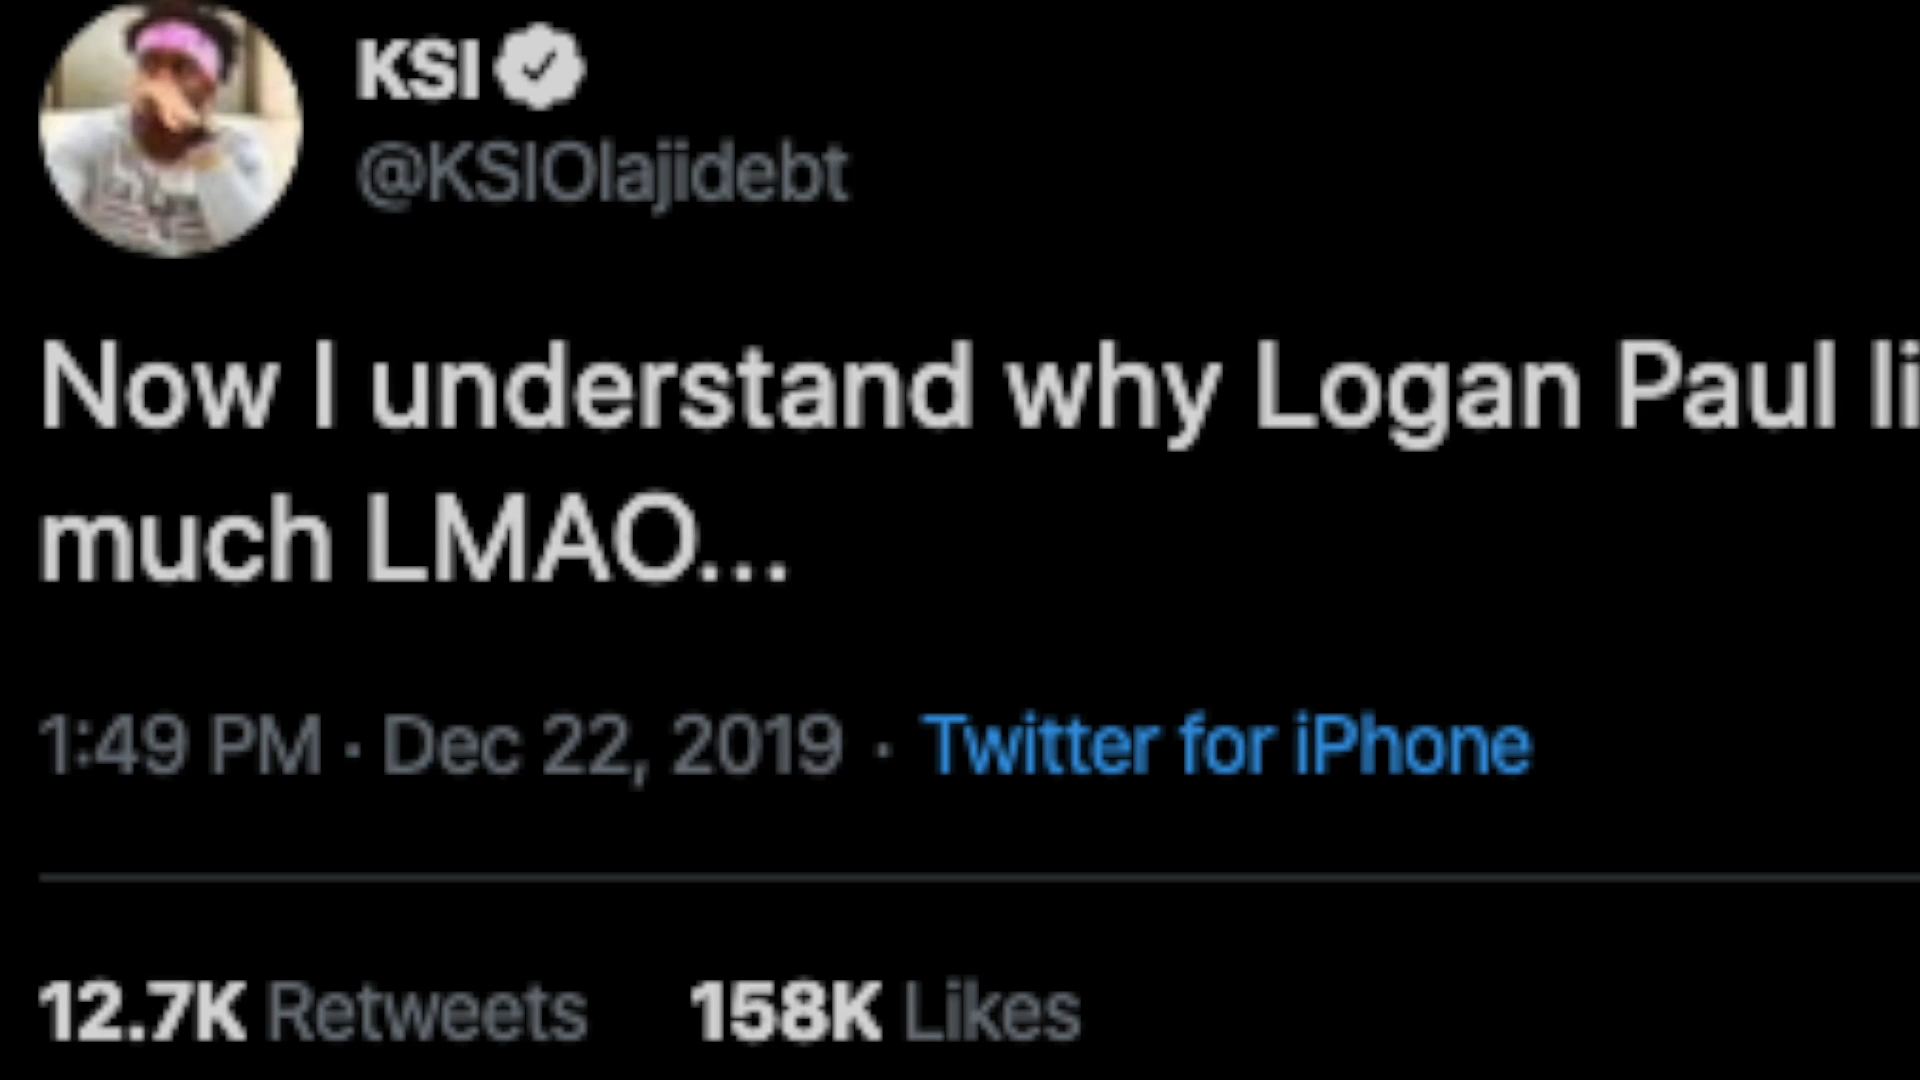 KSI
@KSIOlajidebt
Now I understand why Logan Paul li
much LMAO...
1:49 PM · Dec 22, 2019 · Twitter for iPhone
12.7K Retweets 158K Likes